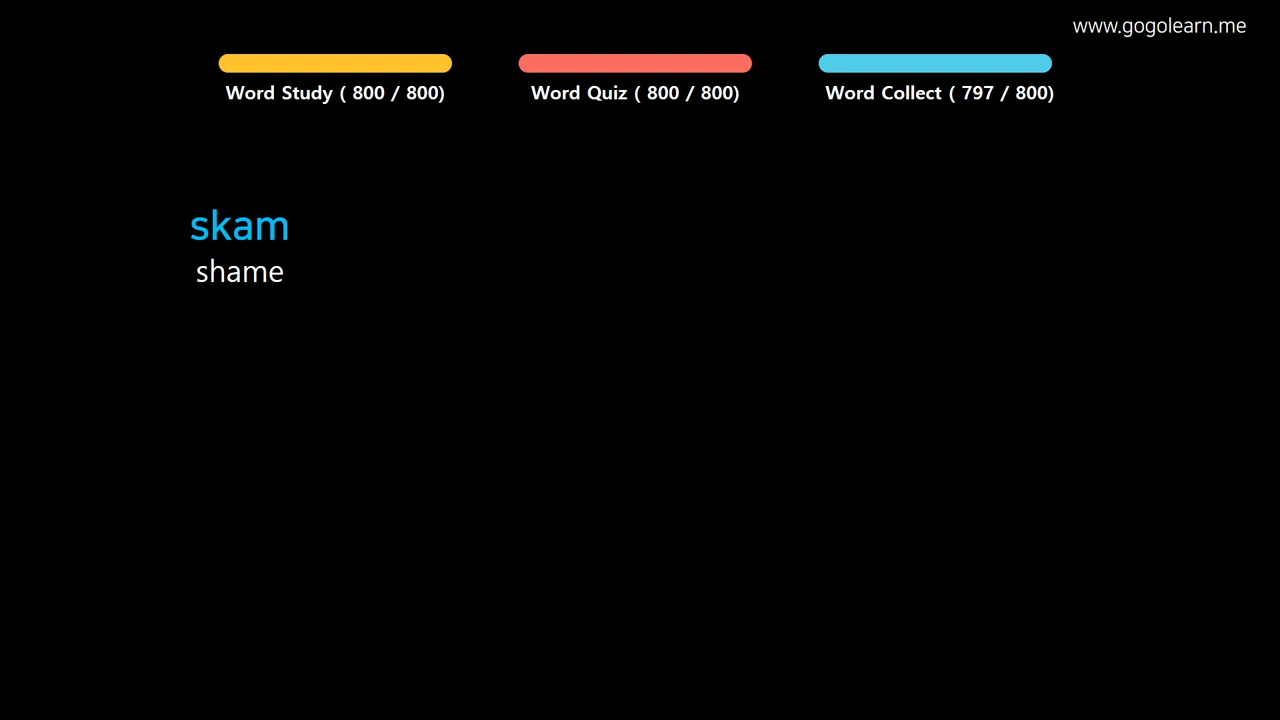 www.gogolearn.me
Word Study ( 800 / 800)
Word Quiz ( 800 / 800)
Word Collect ( 797 / 800)
skam
shame